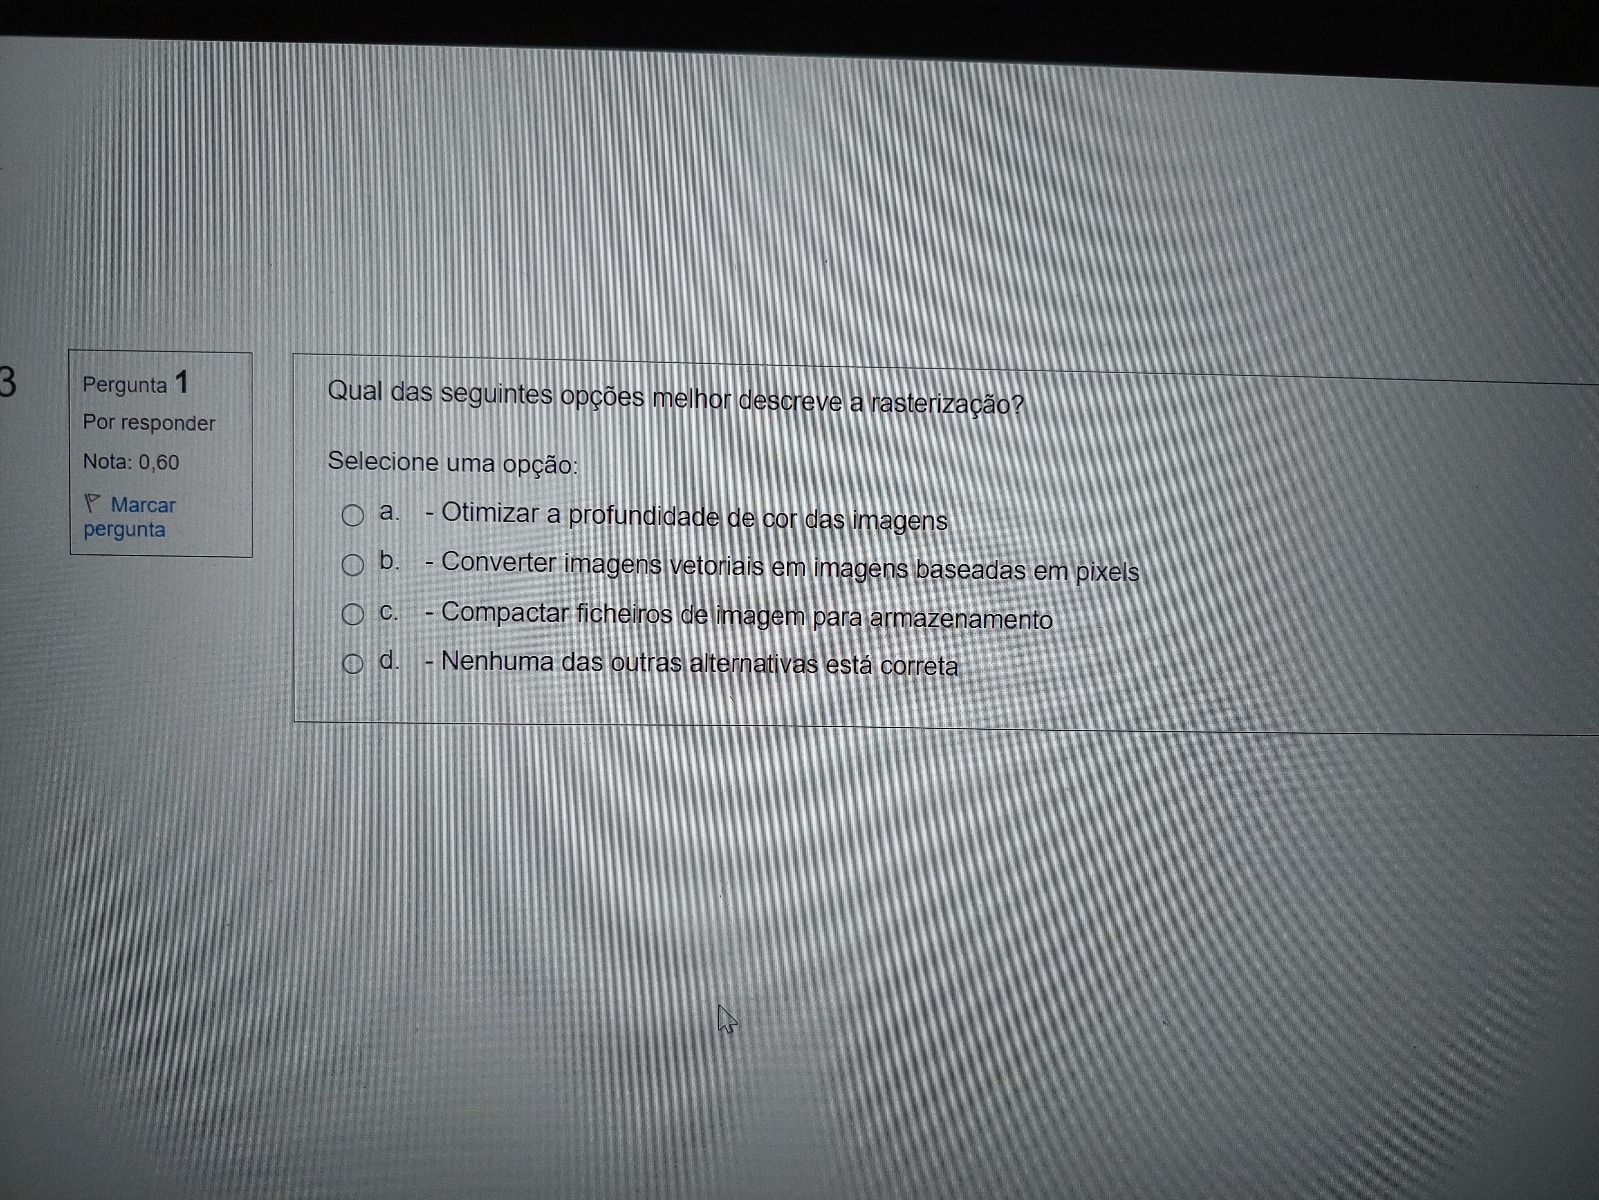 3
Pergunta 1
Por responder
Nota: 0,60
Marcar
pergunta
Qual das seguintes opções melhor descreve a rasterização?
Selecione uma opção:
a. - Otimizar a profundidade de cor das imagens
b. - Converter imagens vetoriais em imagens baseadas em pixels
c. - Compactar ficheiros de imagem para armazenamento
d. - Nenhuma das outras alternativas está correta